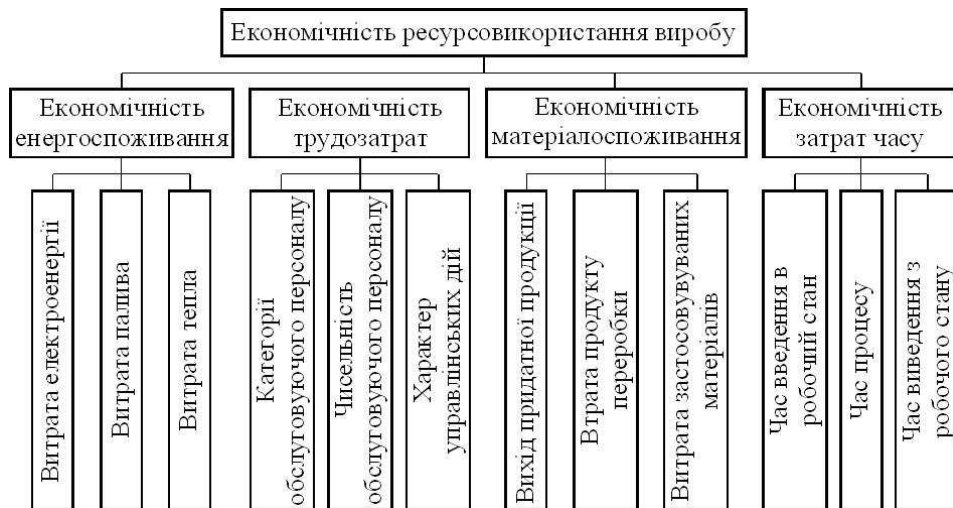 Економічність ресурсовикористання виробу
Економічність
енергоспоживання
Економічність
трудозатрат
Економічність
матеріалоспоживання
Економічність
затрат часу
Витрата електроенергії
Витрата палива
Витрата тепла
Категорії
обслуговуючого персоналу
Чисельність
обслуговуючого персоналу
Характер
управлінських дій
Вихід придатної продукції
Втрата продукту
переробки
Витрата застосовуваних
матеріалів
Час введення в
робочий стан
Час процесу
Час виведення з
робочого стану